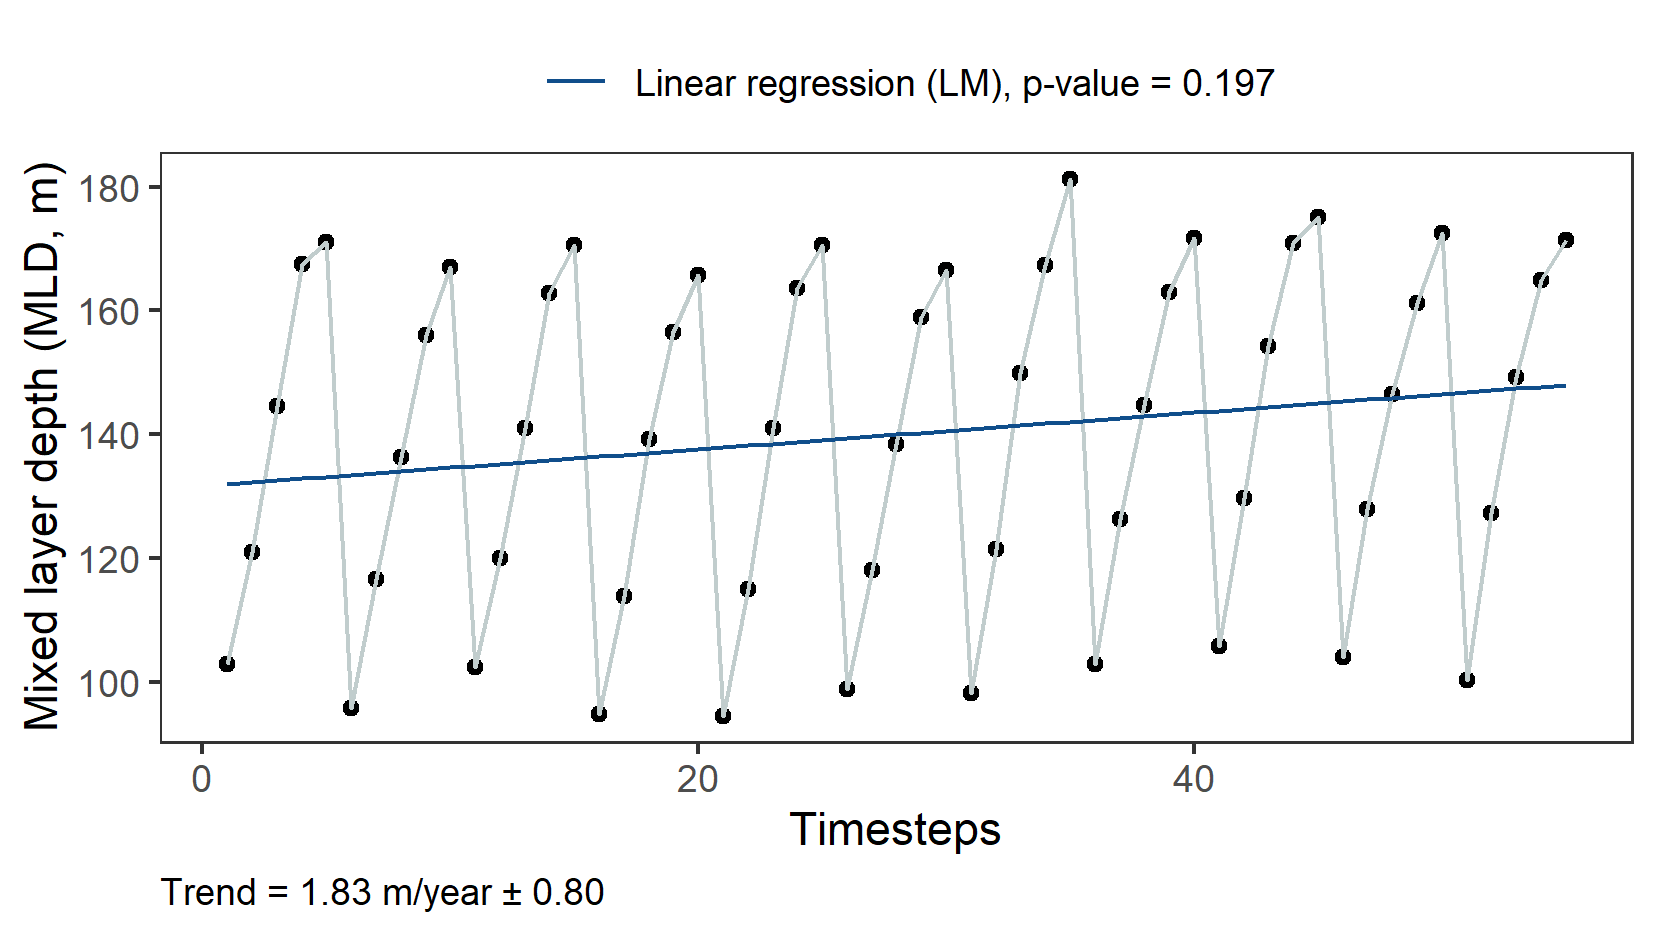 Linear regression (LM), p-value = 0.197
Mixed layer depth (MLD, m)
180
160
140
120
100
0 20 40
Timesteps
Trend = 1.83 m/year ± 0.80